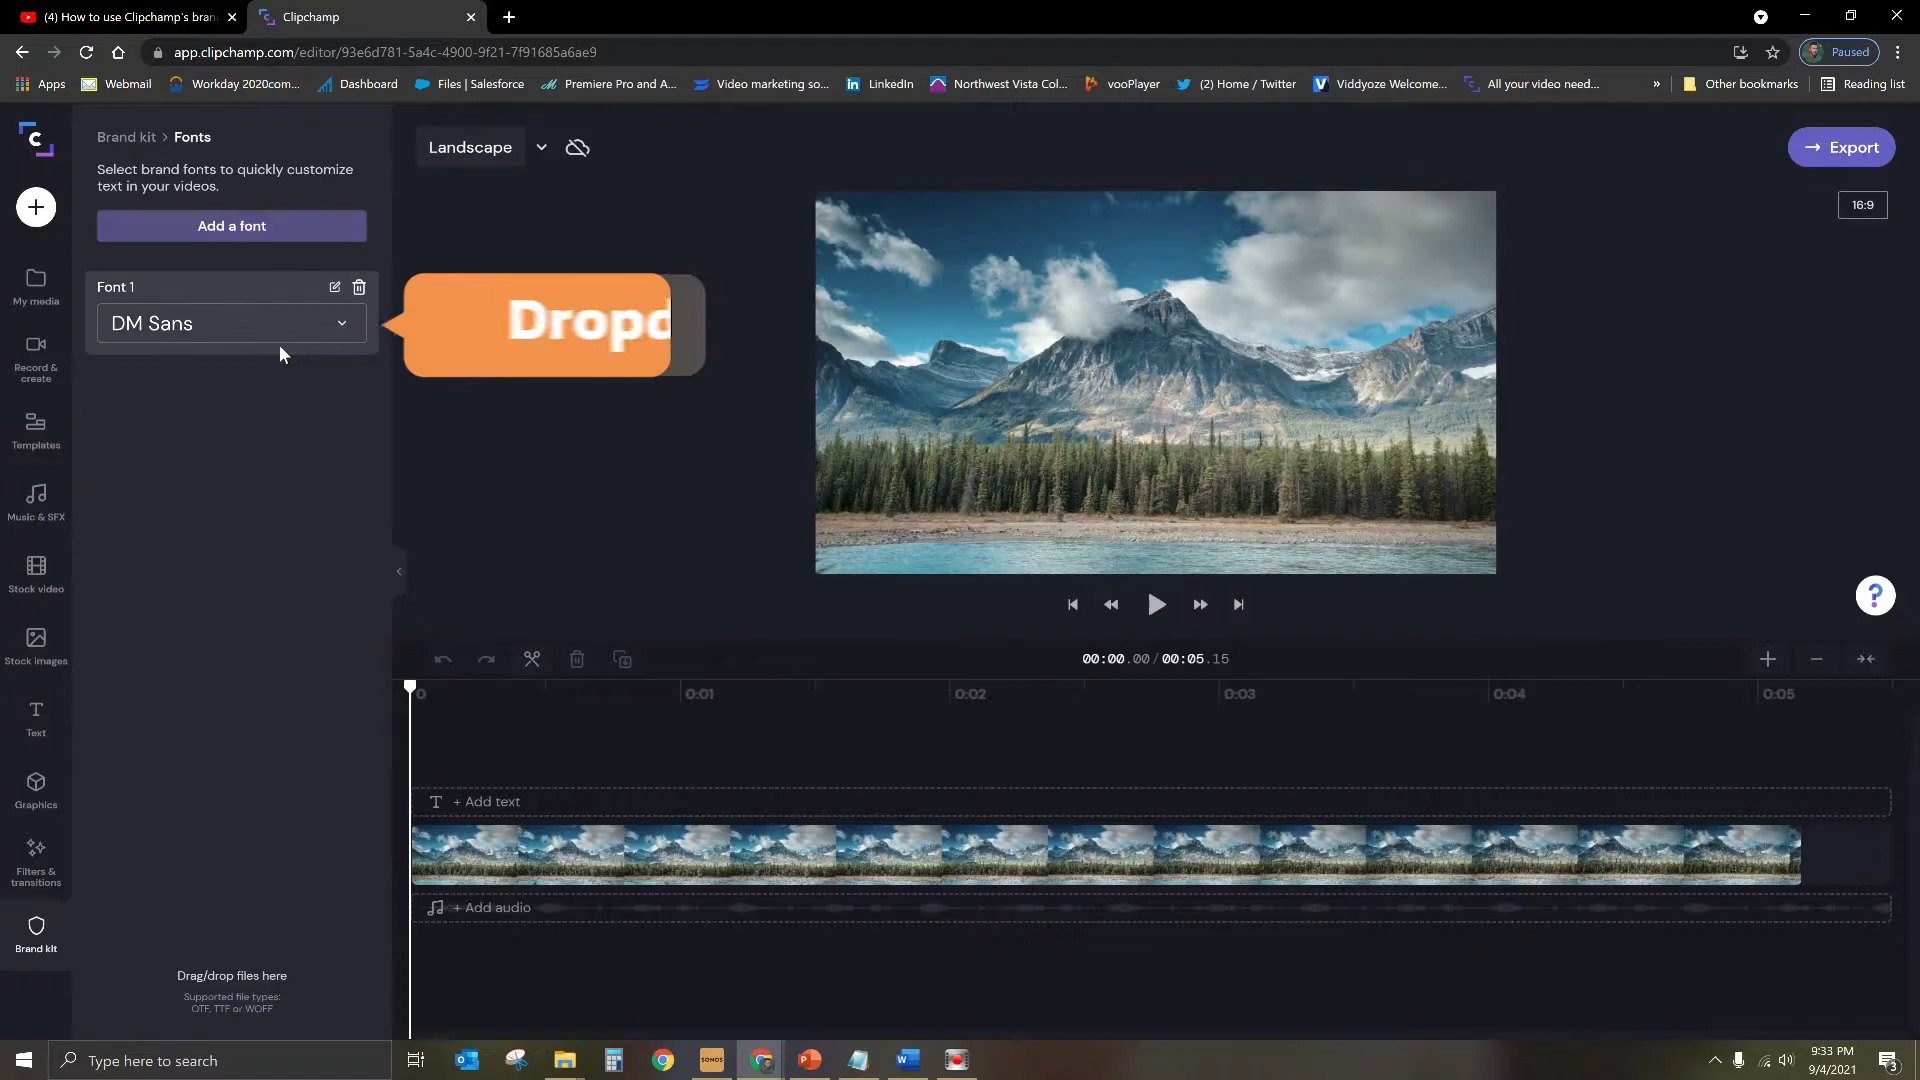 (4) How to use Clipchamp's bran
Clipchamp
app.clipchamp.com/editor/93e6d781-5a4c-4900-9f21-7f91685a6ae9
Paused
Apps
Webmail
Workday 2020com...
Dashboard
Files | Salesforce
Premiere Pro and A...
Video marketing so...
LinkedIn
Northwest Vista Col...
vooPlayer
(2) Home / Twitter
Viddyoze Welcome...
All your video need...
»
Other bookmarks
Reading list
Brand kit > Fonts
Select brand fonts to quickly customize
text in your videos.
Add a font
Font 1
DM Sans
Dropd
Landscape
Export
16:9
My media
Record &
create
Templates
Music & SFX
Stock video
Stock images
Text
Graphics
Filters &
transitions
Brand kit
Drag/drop files here
Supported file types:
OTF, TTF or WOFF
?
00:00.00 / 00:05.15
0
0:01
0:02
0:03
0:04
0:05
T + Add text
+ Add audio
Type here to search
SONOS
9:33 PM
9/4/2021
3